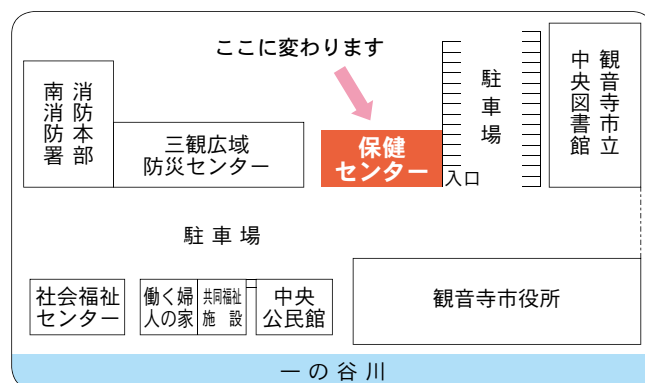 ここに変わります
消防本部
南消防署
三観広域
防災センター
保健
センター
入口
駐車場
観音寺市立
中央図書館
駐車場
社会福祉
センター
働く婦
人の家
共同福祉
施設
中央
公民館
観音寺市役所
一の谷川